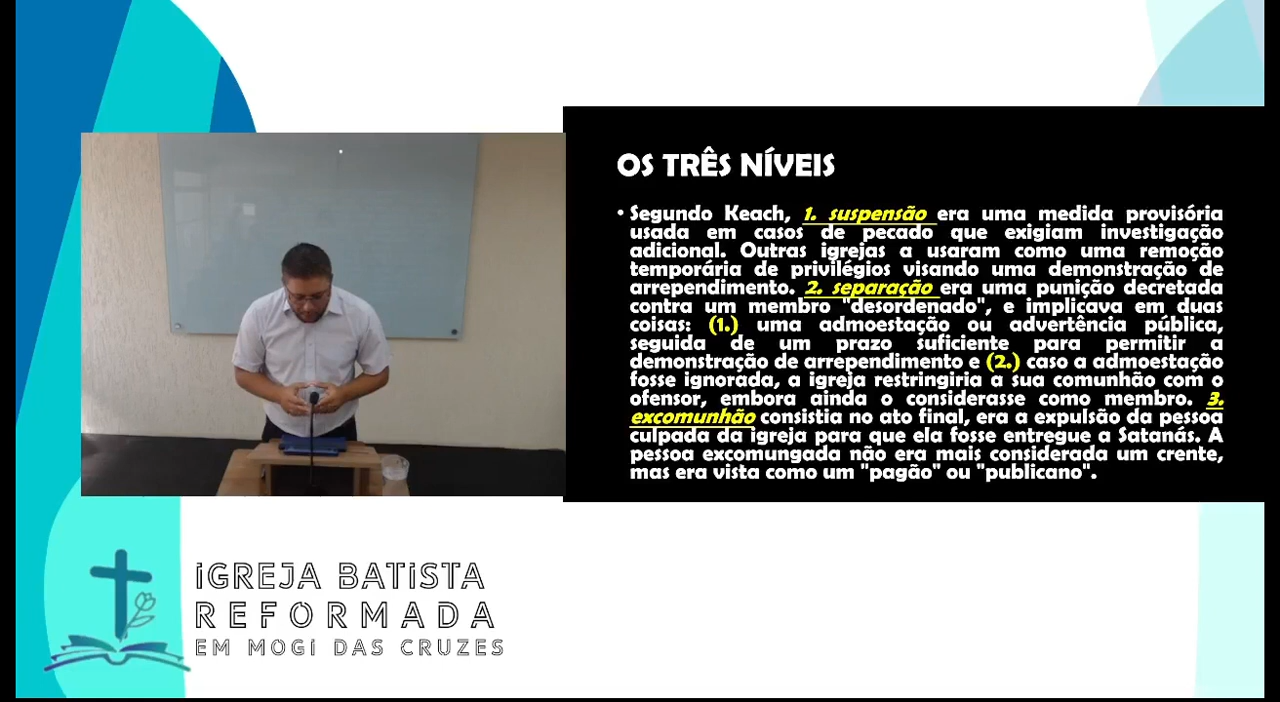 OS TRÊS NÍVEIS
• Segundo Keach, 1. suspensão era uma medida provisória
usada em casos de pecado que exigiam investigação
adicional. Outras igrejas a usaram como uma remoção
temporária de privilégios visando uma demonstração de
arrependimento. 2. separação era uma punição decretada
contra um membro "desordenado", e implicava em duas
coisas: (1.) uma admoestação ou advertência pública,
seguida de um prazo suficiente para permitir a
demonstração de arrependimento e (2.) caso a admoestação
fosse ignorada, a igreja restringiria a sua comunhão com o
ofensor, embora ainda o considerasse como membro. 3.
excomunhão consistia no ato final, era a expulsão da pessoa
culpada da igreja para que ela fosse entregue a Satanás. A
pessoa excomungada não era mais considerada um crente,
mas era vista como um "pagão" ou "publicano".
IGREJA BATISTA
REFORMADA
EM MOGI DAS CRUZES